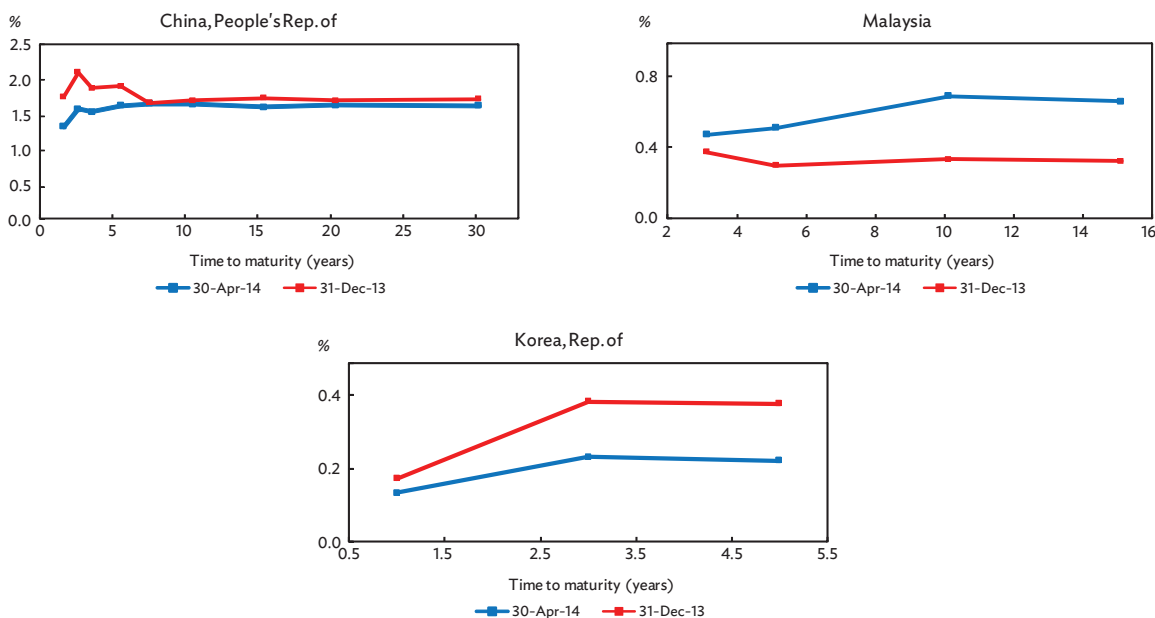 China, People's Rep. of
%
2.5
2.0
1.5
1.0
0.5
0.0
0 5 10 15 20 25 30
Time to maturity (years)
30-Apr-14 31-Dec-13
Malaysia
%
0.8
0.4
0.0
2 4 6 8 10 12 14 16
Time to maturity (years)
30-Apr-14 31-Dec-13
Korea, Rep. of
%
0.4
0.2
0.0
0.5 1.5 2.5 3.5 4.5 5.5
Time to maturity (years)
30-Apr-14 31-Dec-13